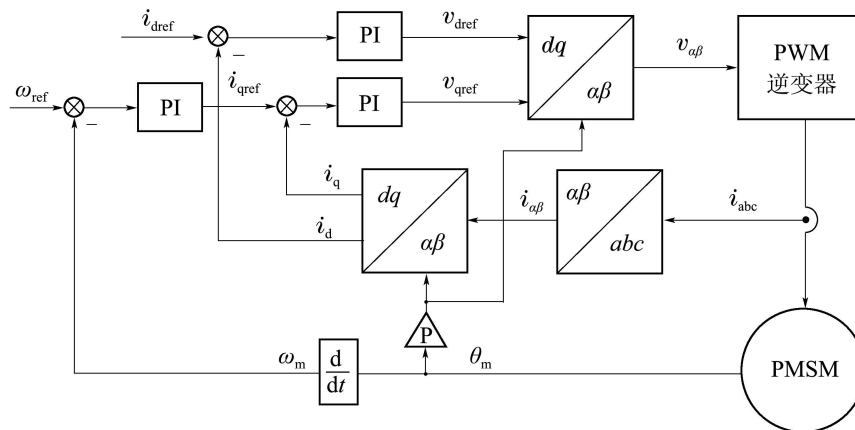 i_dref
−
PI
v_dref
dq
αβ
v_αβ
PWM
逆变器
ω_ref
−
PI
i_qref
−
PI
v_qref
i_q
i_d
dq
αβ
i_αβ
αβ
abc
i_abc
P
ω_m
d
dt
θ_m
PMSM